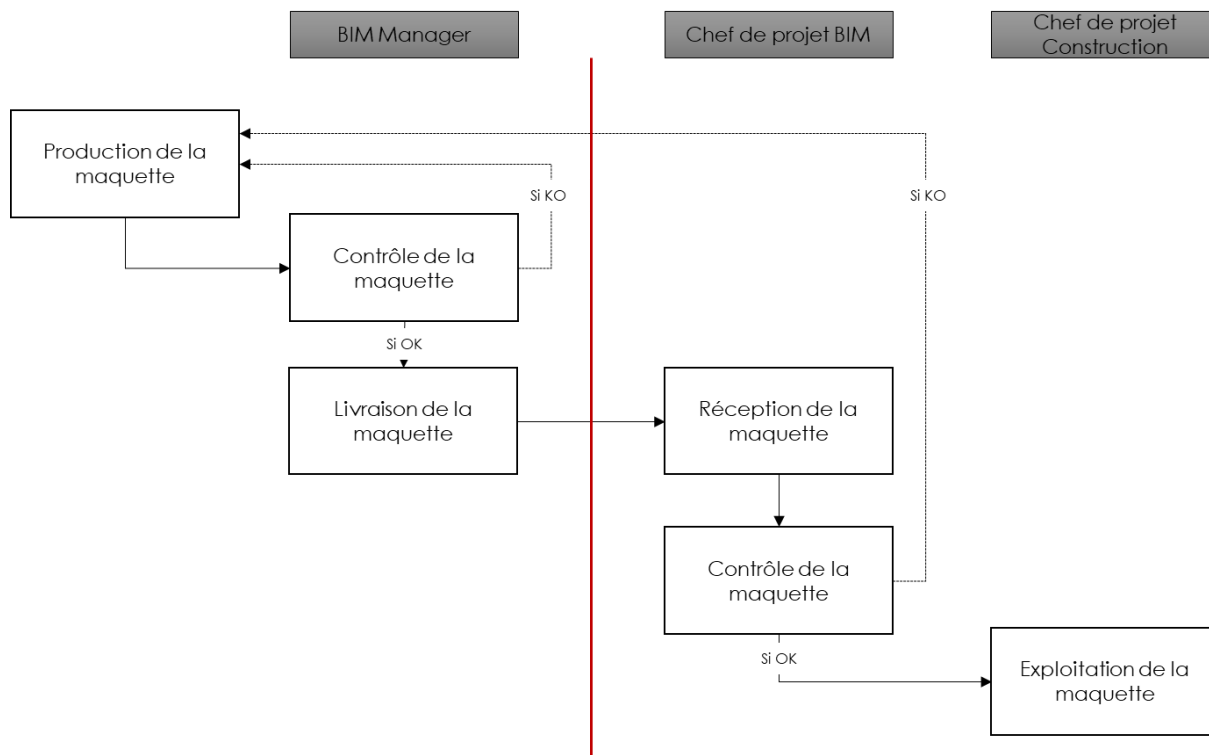 BIM Manager
Chef de projet BIM
Chef de projet
Construction
Production de la
maquette
Si KO
Si KO
Contrôle de la
maquette
Si OK
Livraison de la
maquette
Réception de la
maquette
Contrôle de la
maquette
Si OK
Exploitation de la
maquette